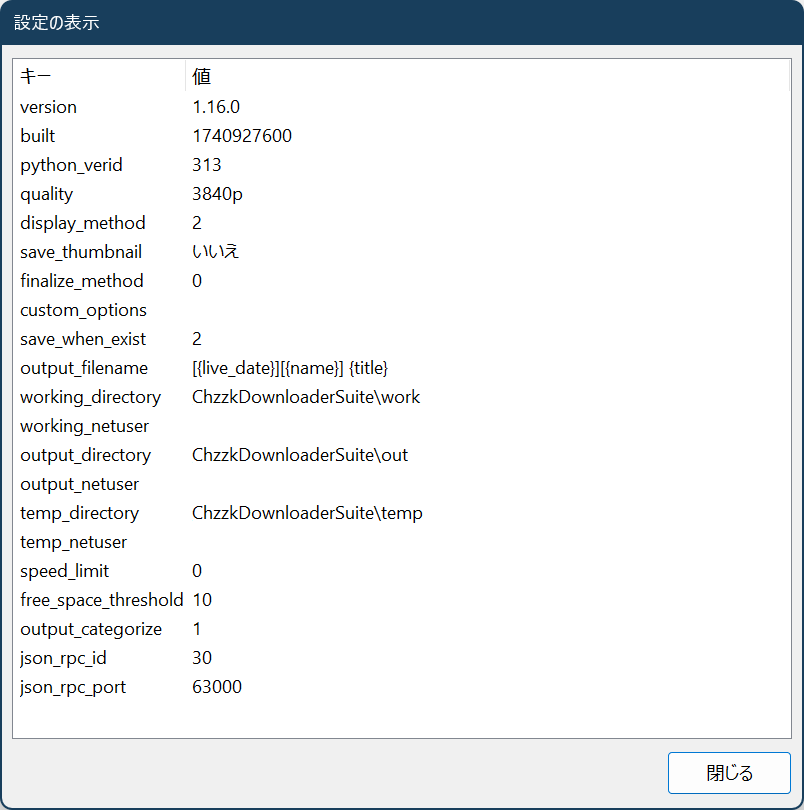 設定の表示
キー 値
version 1.16.0
built 1740927600
python_verid 313
quality 3840p
display_method 2
save_thumbnail いいえ
finalize_method 0
custom_options
save_when_exist 2
output_filename [{live_date}][{name}] {title}
working_directory ChzzkDownloaderSuite\work
working_netuser
output_directory ChzzkDownloaderSuite\out
output_netuser
temp_directory ChzzkDownloaderSuite\temp
temp_netuser
speed_limit 0
free_space_threshold 10
output_categorize 1
json_rpc_id 30
json_rpc_port 63000
閉じる